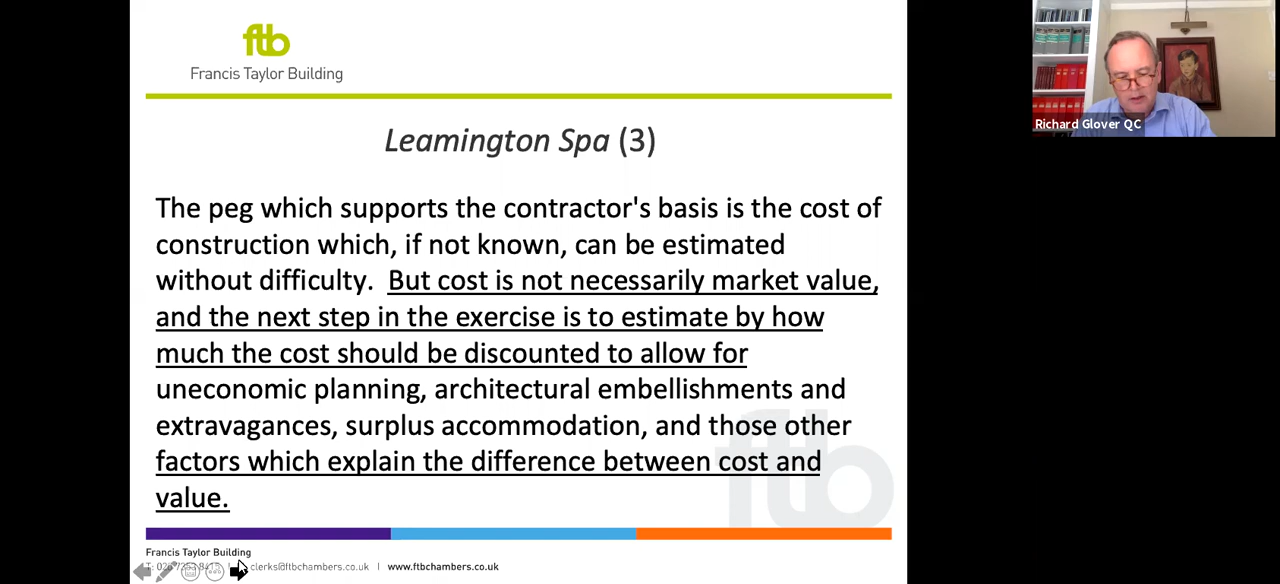 ftb
Francis Taylor Building
Richard Glover QC
Leamington Spa (3)
The peg which supports the contractor's basis is the cost of
construction which, if not known, can be estimated
without difficulty. But cost is not necessarily market value,
and the next step in the exercise is to estimate by how
much the cost should be discounted to allow for
uneconomic planning, architectural embellishments and
extravagances, surplus accommodation, and those other
factors which explain the difference between cost and
value.
ftb
Francis Taylor Building
clerks@ftbchambers.co.uk | www.ftbchambers.co.uk